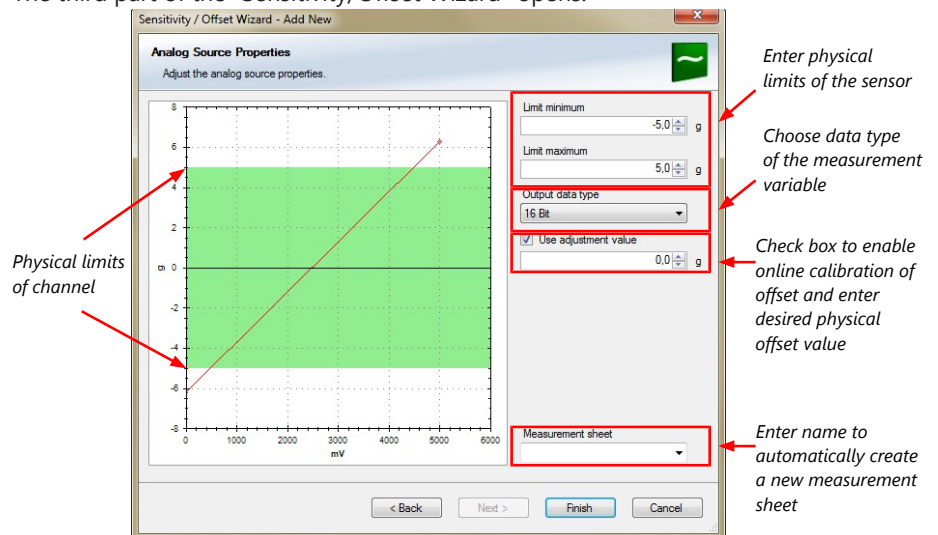 The third part of the "Sensitivity/Offset Wizard" opens.
Sensitivity / Offset Wizard - Add New
Analog Source Properties
Adjust the analog source properties.
Enter physical
limits of the sensor
Choose data type
of the measurement
variable
Check box to enable
online calibration of
offset and enter
desired physical
offset value
Enter name to
automatically create
a new measurement
sheet
Physical limits
of channel
8
6
4
2
g 0
-2
-4
-6
-8
0 1000 2000 3000 4000 5000 6000
mV
Limit minimum
-5,0 g
Limit maximum
5,0 g
Output data type
16 Bit
Use adjustment value
0,0 g
Measurement sheet
< Back Next > Finish Cancel